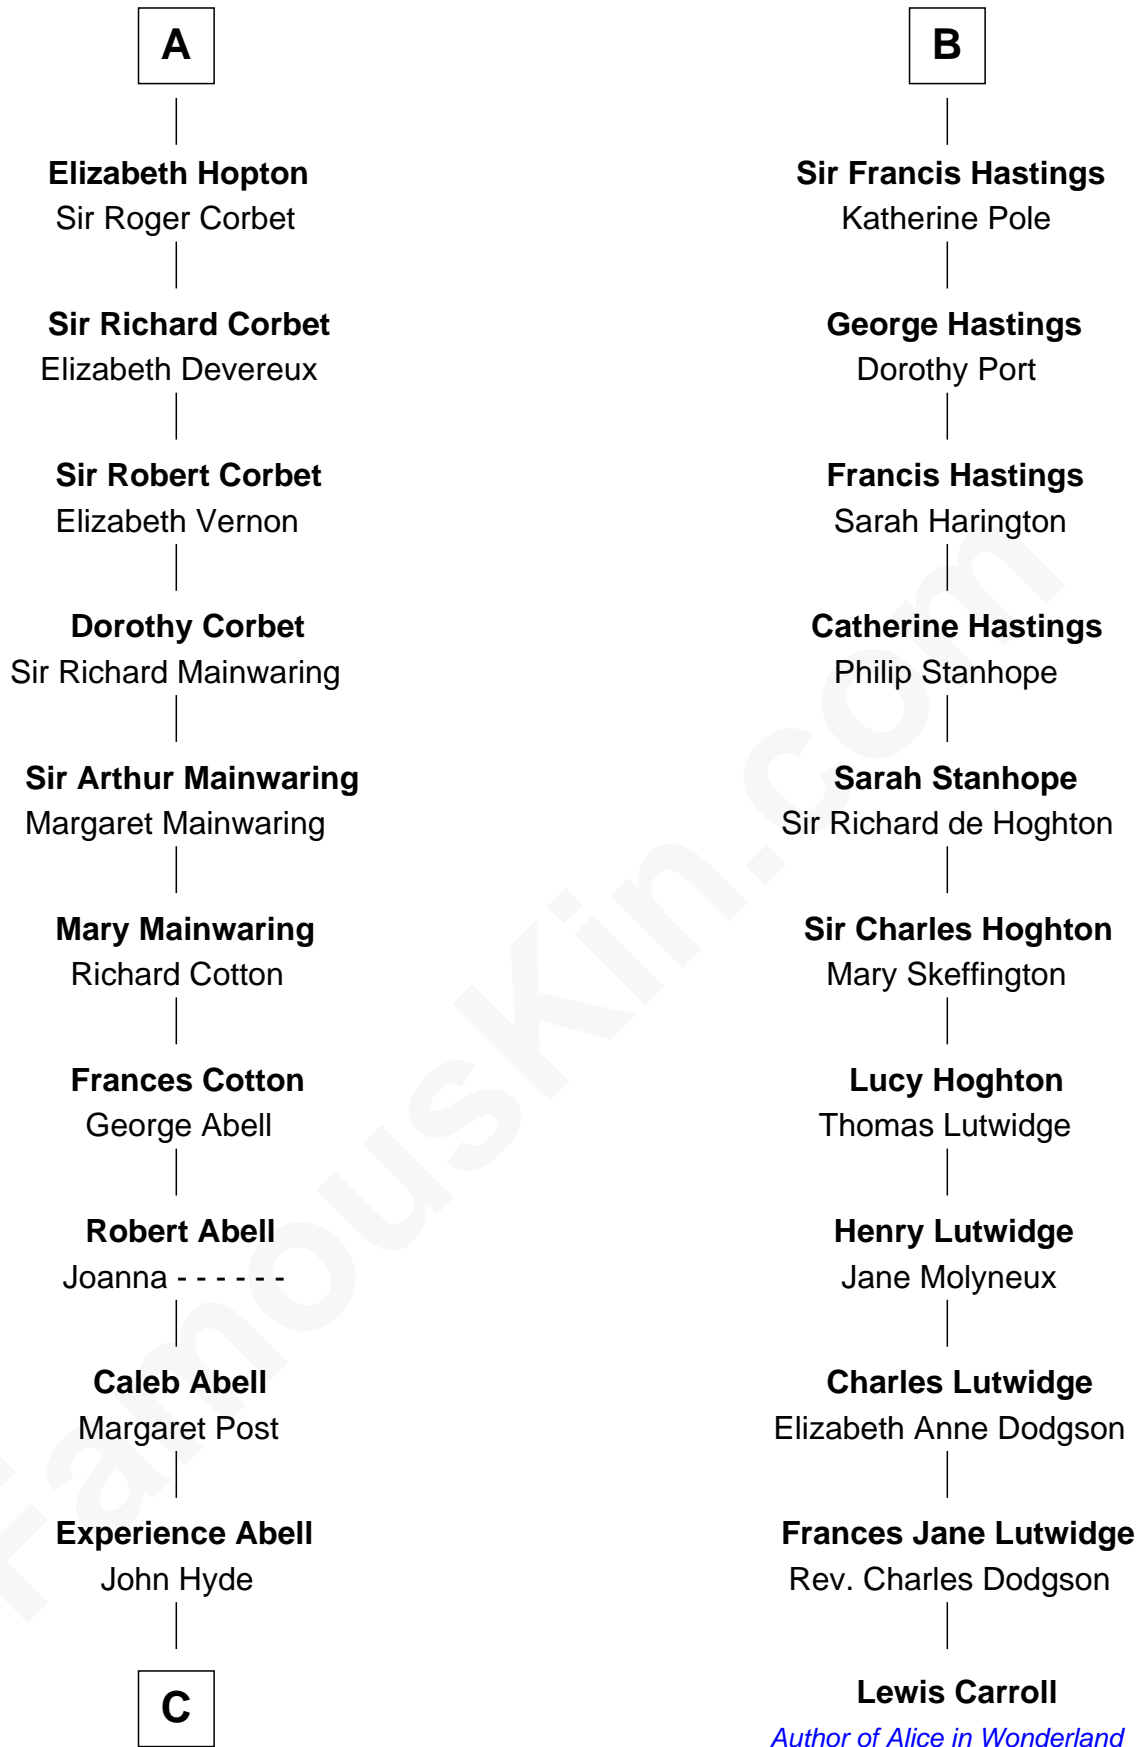 A
Elizabeth Hopton
Sir Roger Corbet
Sir Richard Corbet
Elizabeth Devereux
Sir Robert Corbet
Elizabeth Vernon
Dorothy Corbet
Sir Richard Mainwaring
Sir Arthur Mainwaring
Margaret Mainwaring
Mary Mainwaring
Richard Cotton
Frances Cotton
George Abell
Robert Abell
Joanna - - - - - -
Caleb Abell
Margaret Post
Experience Abell
John Hyde
C
B
Sir Francis Hastings
Katherine Pole
George Hastings
Dorothy Port
Francis Hastings
Sarah Harington
Catherine Hastings
Philip Stanhope
Sarah Stanhope
Sir Richard de Hoghton
Sir Charles Hoghton
Mary Skeffington
Lucy Hoghton
Thomas Lutwidge
Henry Lutwidge
Jane Molyneux
Charles Lutwidge
Elizabeth Anne Dodgson
Frances Jane Lutwidge
Rev. Charles Dodgson
Lewis Carroll
Author of Alice in Wonderland
FamousKin.com